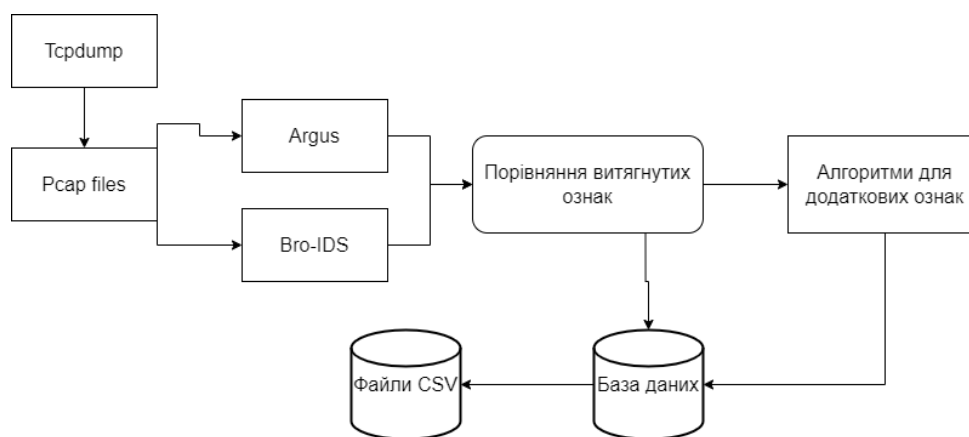 Tcpdump
Pcap files
Argus
Bro-IDS
Порівняння витягнутих
ознак
Алгоритми для
додаткових ознак
Файли CSV
База даних